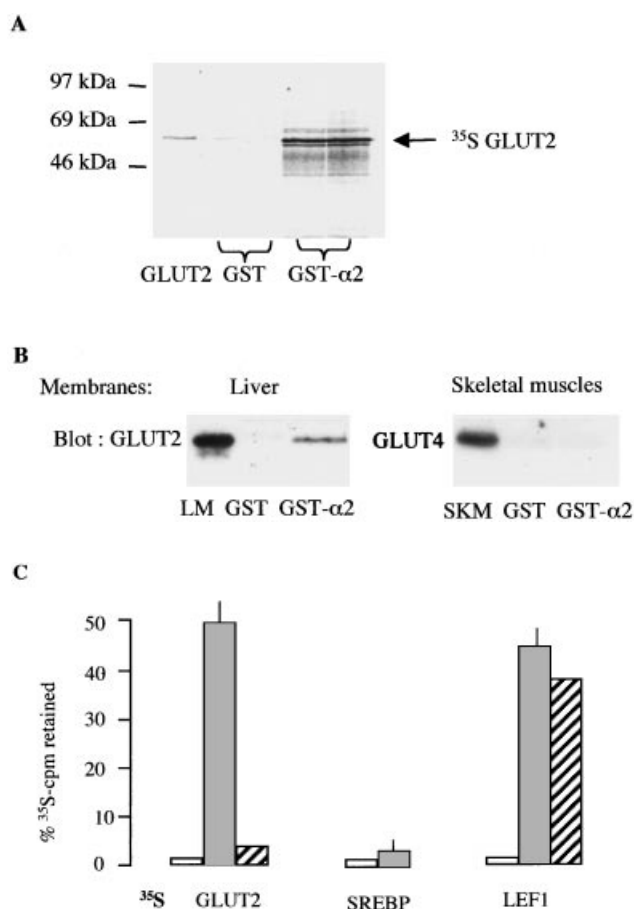 A
97 kDa
69 kDa
46 kDa
³⁵S GLUT2
GLUT2 GST GST-α2
B
Membranes: Liver Skeletal muscles
Blot : GLUT2 GLUT4
LM GST GST-α2 SKM GST GST-α2
C
% ³⁵S-cpm retained
50
40
30
20
10
0
³⁵S GLUT2 SREBP LEF1